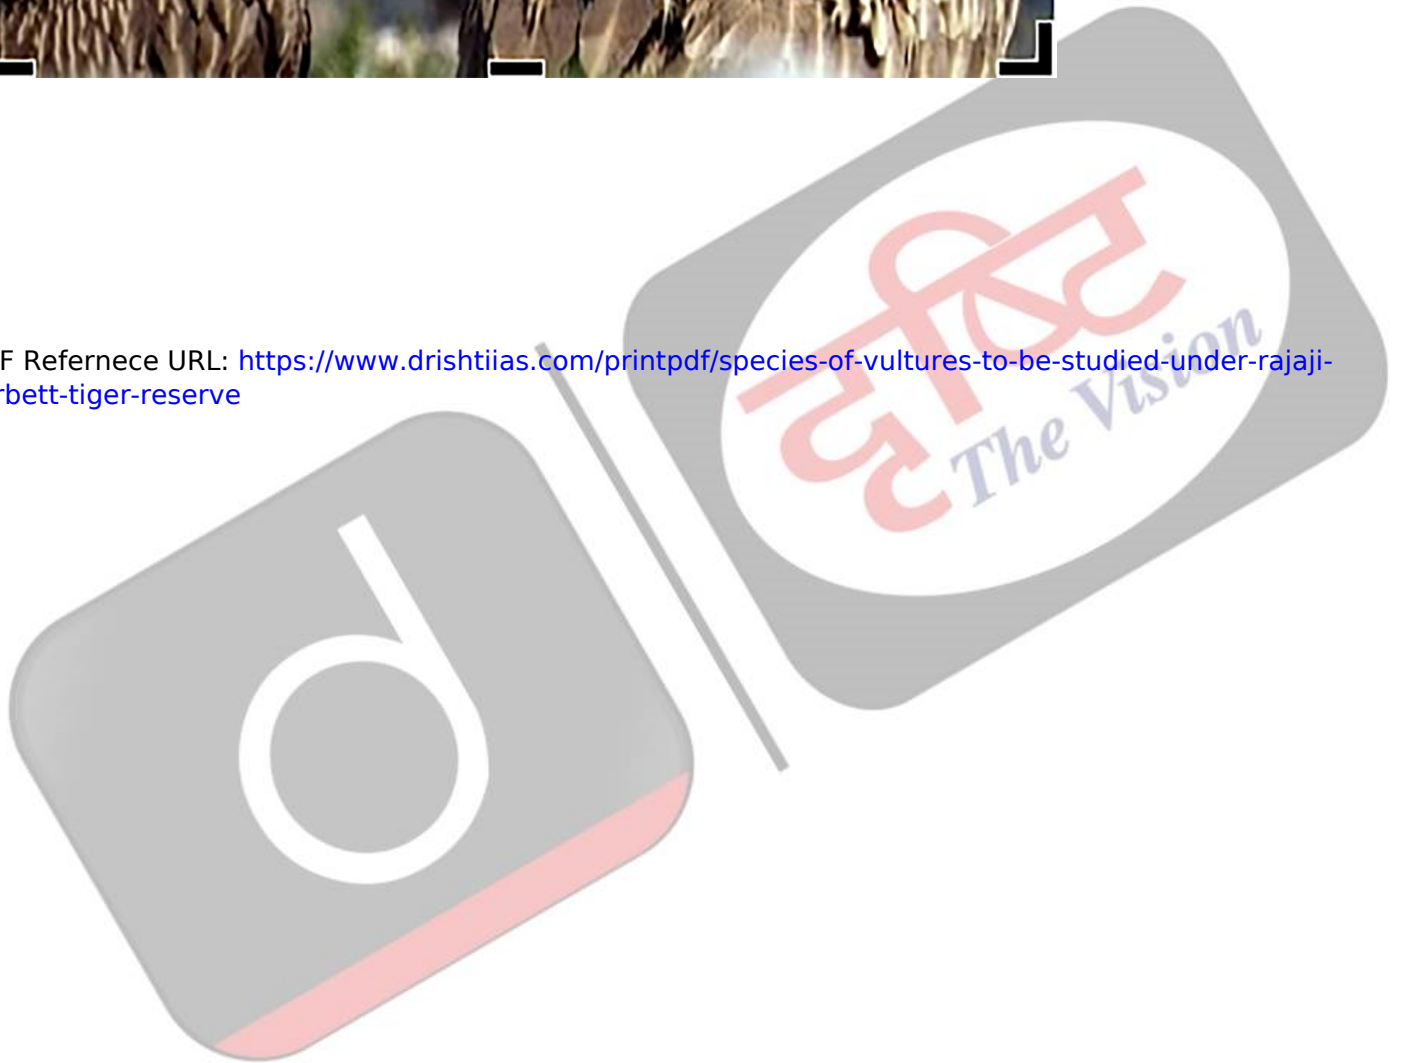 F Refernece URL: https://www.drishtiias.com/printpdf/species-of-vultures-to-be-studied-under-rajaji-
rbett-tiger-reserve
दृष्टि
The Vision
d